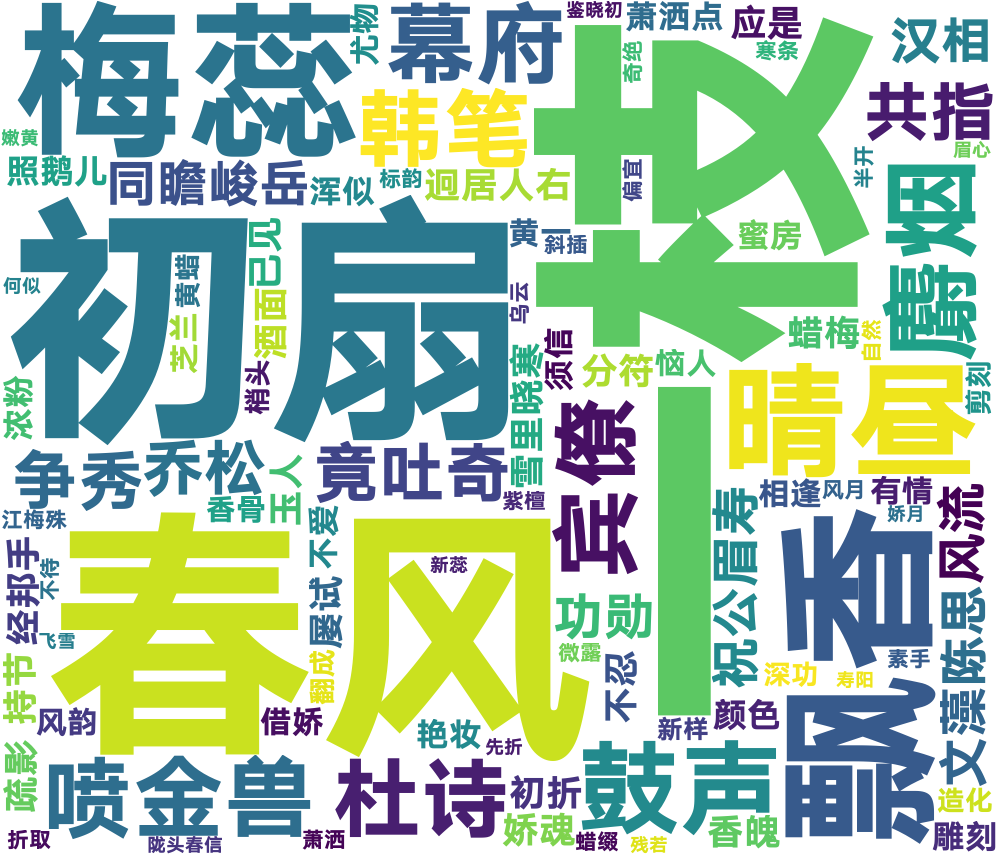 梅蕊
尤物
幕府
鉴晓初
萧洒点
应是
汉相
奇绝
寒条
一枝
嫩黄
韩笔
共指
眉心
照鹅儿
同瞻峻岳
浑似
标韵
迥居人右
偏宜
半开
麝烟
初扇
已见
黄一
斜插
蜜房
何似
黄蜡
乌云
芝兰
酒面
蜡梅
自然
浓粉
梢头
雪里晓寒
须信
分符
恼人
晴昼
剪刻
争秀
乔松
竟吐奇
宾僚
香骨
玉人
紫檀
相逢
风月
有情
风流
江梅殊
不爱
祝公眉寿
娇月
飘香
春风
新蕊
经邦手
不待
屡试
功勋
陈思
飞雪
微露
素手
持节
翻成
不忍
深功
寿阳
文藻
风韵
借娇
艳妆
先折
新样
颜色
疏影
喷金兽
杜诗
初折
鼓声
造化
娇魂
香魄
折取
陇头春信
萧洒
蜡缀
残若
雕刻